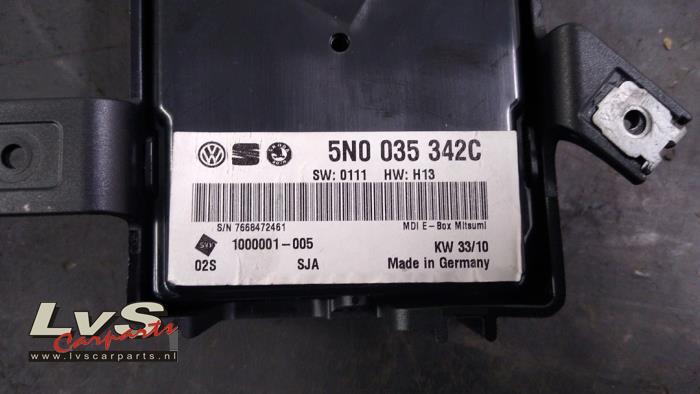 5N0 035 342C
SW: 0111 HW: H13
S/N 7668472461 MDI E-Box Mitsumi
1000001-005 KW 33/10
02S SJA Made in Germany
LvS
Carparts
www.lvscarparts.nl